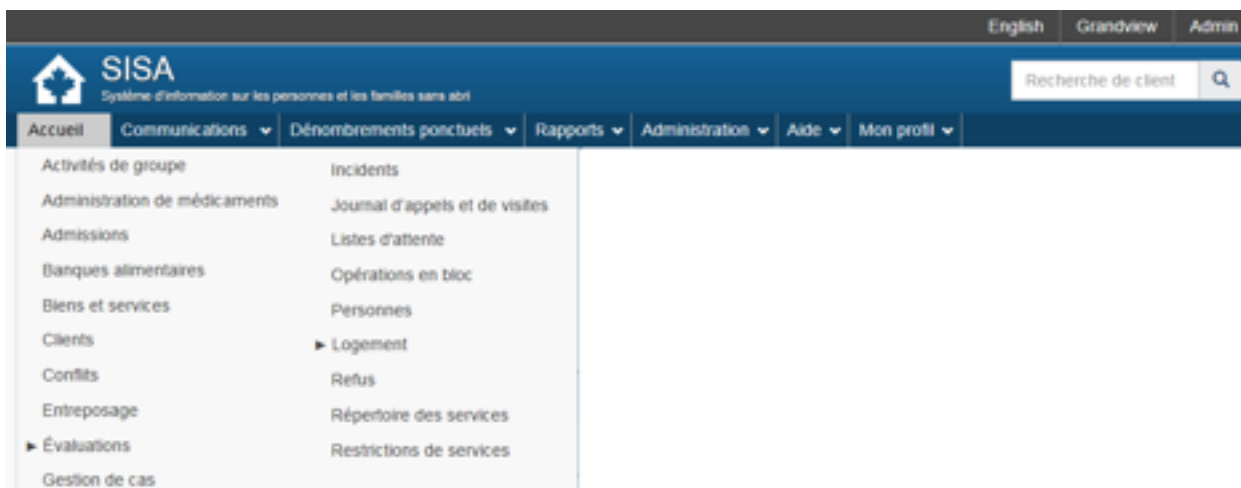 English Grandview Admin
SISA
Système d'information sur les personnes et les familles sans abri
Recherche de client
Accueil Communications Dénombrements ponctuels Rapports Administration Aide Mon profil
Activités de groupe
Administration de médicaments
Admissions
Banques alimentaires
Biens et services
Clients
Conflits
Entreposage
Évaluations
Gestion de cas
Incidents
Journal d'appels et de visites
Listes d'attente
Opérations en bloc
Personnes
Logement
Refus
Répertoire des services
Restrictions de services